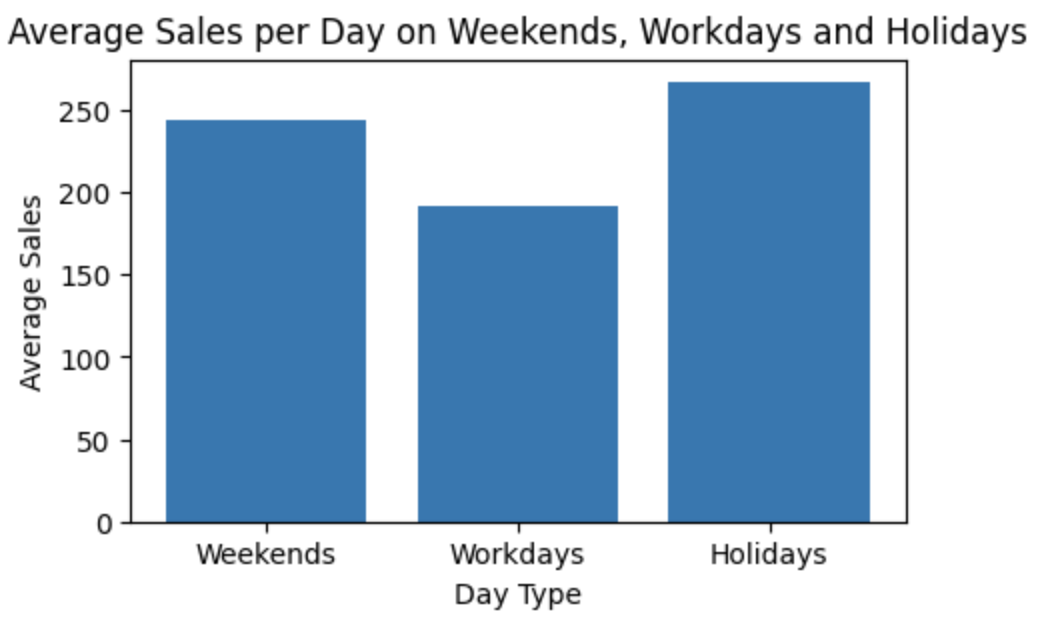 Average Sales per Day on Weekends, Workdays and Holidays
Average Sales
250
200
150
100
50
0
Weekends Workdays Holidays
Day Type